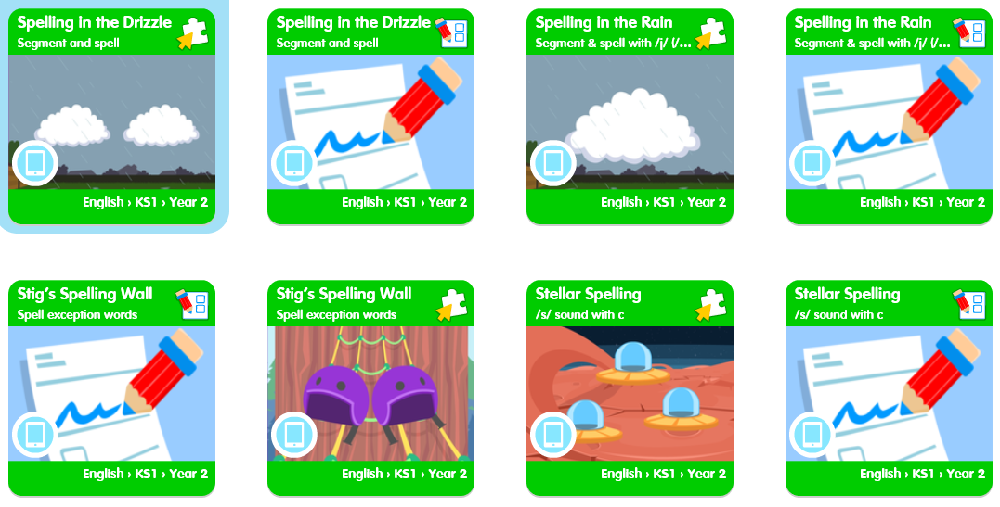 Spelling in the Drizzle
Segment and spell
English › KS1 › Year 2
Spelling in the Drizzle
Segment and spell
English › KS1 › Year 2
Spelling in the Rain
Segment & spell with /j/ (/...
English › KS1 › Year 2
Spelling in the Rain
Segment & spell with /j/ (/...
English › KS1 › Year 2
Stig's Spelling Wall
Spell exception words
English › KS1 › Year 2
Stig's Spelling Wall
Spell exception words
English › KS1 › Year 2
Stellar Spelling
/s/ sound with c
English › KS1 › Year 2
Stellar Spelling
/s/ sound with c
English › KS1 › Year 2